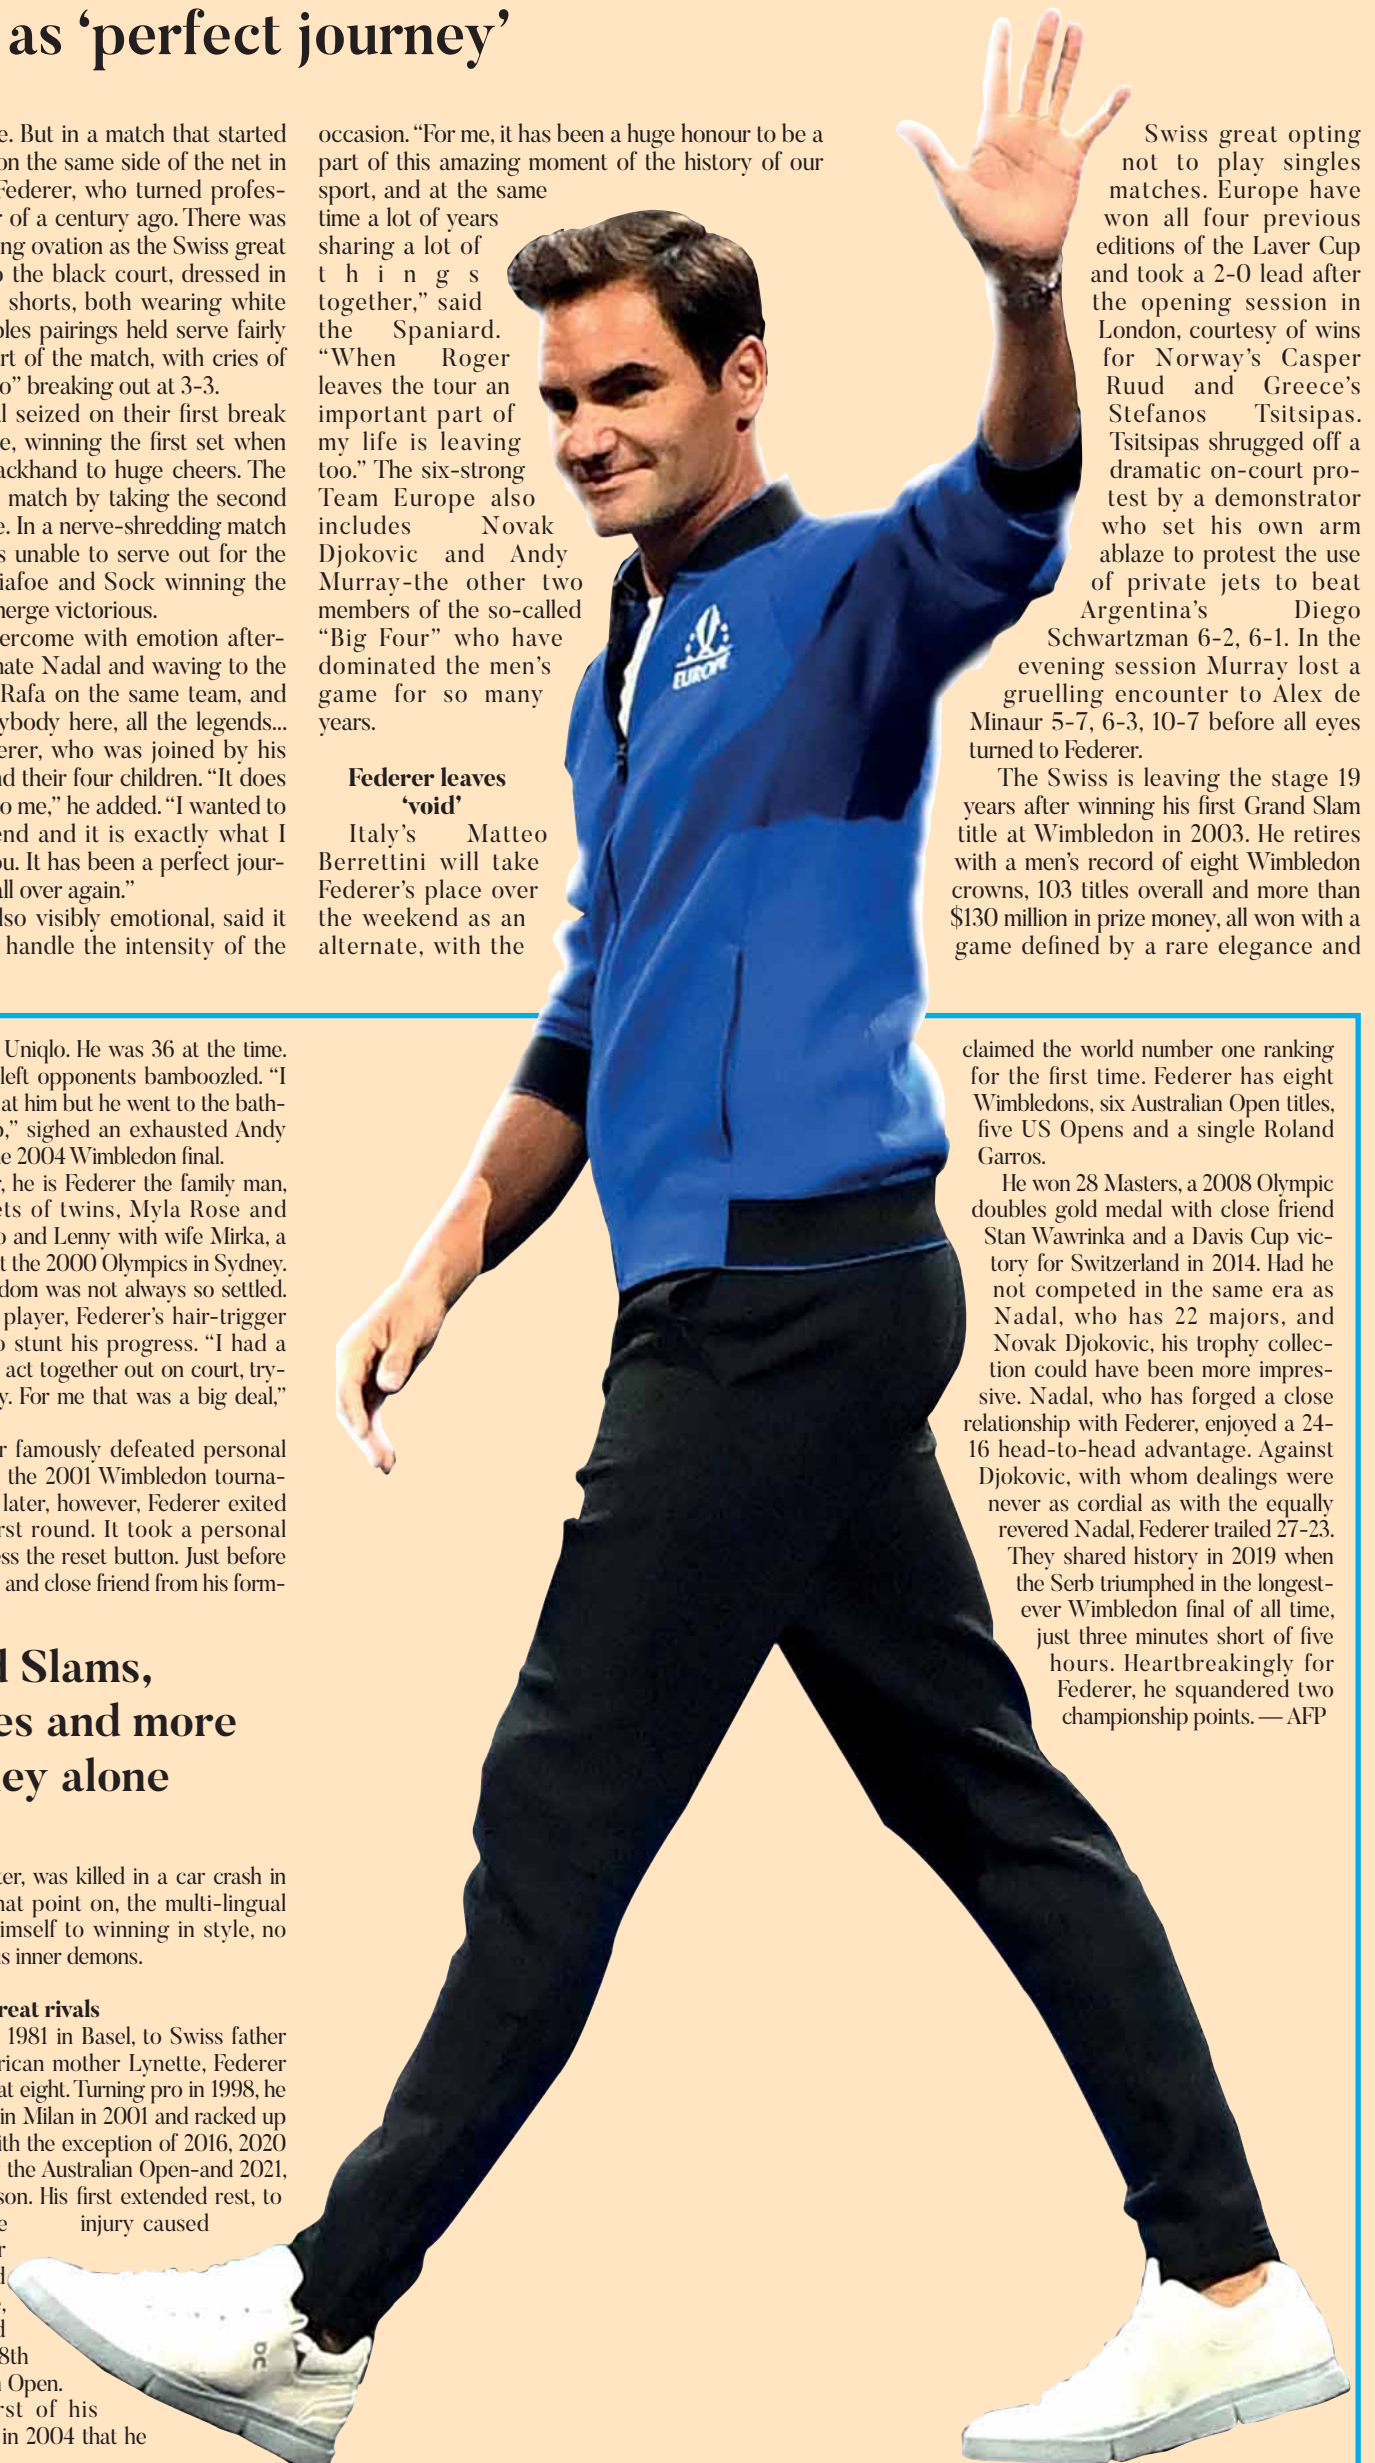 as ‘perfect journey’
e. But in a match that started
on the same side of the net in
Federer, who turned profes-
r of a century ago. There was
ng ovation as the Swiss great
o the black court, dressed in
shorts, both wearing white
bles pairings held serve fairly
rt of the match, with cries of
o” breaking out at 3-3.
l seized on their first break
e, winning the first set when
ackhand to huge cheers. The
match by taking the second
e. In a nerve-shredding match
s unable to serve out for the
iafoe and Sock winning the
merge victorious.
ercome with emotion after-
mate Nadal and waving to the
Rafa on the same team, and
ybody here, all the legends...
erer, who was joined by his
nd their four children. “It does
o me,” he added. “I wanted to
end and it is exactly what I
ou. It has been a perfect jour-
all over again.”
lso visibly emotional, said it
handle the intensity of the
occasion. “For me, it has been a huge honour to be a
part of this amazing moment of the history of our
sport, and at the same
time a lot of years
sharing a lot of
things
together,” said
the Spaniard.
“When Roger
leaves the tour an
important part of
my life is leaving
too.” The six-strong
Team Europe also
includes Novak
Djokovic and Andy
Murray-the other two
members of the so-called
“Big Four” who have
dominated the men’s
game for so many
years.
Federer leaves
‘void’
Italy’s Matteo
Berrettini will take
Federer’s place over
the weekend as an
alternate, with the
Swiss great opting
not to play singles
matches. Europe have
won all four previous
editions of the Laver Cup
and took a 2-0 lead after
the opening session in
London, courtesy of wins
for Norway’s Casper
Ruud and Greece’s
Stefanos Tsitsipas.
Tsitsipas shrugged off a
dramatic on-court pro-
test by a demonstrator
who set his own arm
ablaze to protest the use
of private jets to beat
Argentina’s Diego
Schwartzman 6-2, 6-1. In the
evening session Murray lost a
gruelling encounter to Alex de
Minaur 5-7, 6-3, 10-7 before all eyes
turned to Federer.
The Swiss is leaving the stage 19
years after winning his first Grand Slam
title at Wimbledon in 2003. He retires
with a men’s record of eight Wimbledon
crowns, 103 titles overall and more than
$130 million in prize money, all won with a
game defined by a rare elegance and
EUROPE
Uniqlo. He was 36 at the time.
left opponents bamboozled. “I
at him but he went to the bath-
o,” sighed an exhausted Andy
e 2004 Wimbledon final.
r, he is Federer the family man,
ets of twins, Myla Rose and
o and Lenny with wife Mirka, a
t the 2000 Olympics in Sydney.
dom was not always so settled.
player, Federer’s hair-trigger
o stunt his progress. “I had a
act together out on court, try-
y. For me that was a big deal,”
r famously defeated personal
the 2001 Wimbledon tourna-
later, however, Federer exited
rst round. It took a personal
ess the reset button. Just before
and close friend from his form-
d Slams,
es and more
ey alone
ter, was killed in a car crash in
hat point on, the multi-lingual
imself to winning in style, no
is inner demons.
reat rivals
1981 in Basel, to Swiss father
rican mother Lynette, Federer
at eight. Turning pro in 1998, he
in Milan in 2001 and racked up
ith the exception of 2016, 2020
the Australian Open-and 2021,
son. His first extended rest, to
e injury caused
r
d
,
d
8th
Open.
rst of his
in 2004 that he
claimed the world number one ranking
for the first time. Federer has eight
Wimbledons, six Australian Open titles,
five US Opens and a single Roland
Garros.
He won 28 Masters, a 2008 Olympic
doubles gold medal with close friend
Stan Wawrinka and a Davis Cup vic-
tory for Switzerland in 2014. Had he
not competed in the same era as
Nadal, who has 22 majors, and
Novak Djokovic, his trophy collec-
tion could have been more impres-
sive. Nadal, who has forged a close
relationship with Federer, enjoyed a 24-
16 head-to-head advantage. Against
Djokovic, with whom dealings were
never as cordial as with the equally
revered Nadal, Federer trailed 27-23.
They shared history in 2019 when
the Serb triumphed in the longest-
ever Wimbledon final of all time,
just three minutes short of five
hours. Heartbreakingly for
Federer, he squandered two
championship points. — AFP